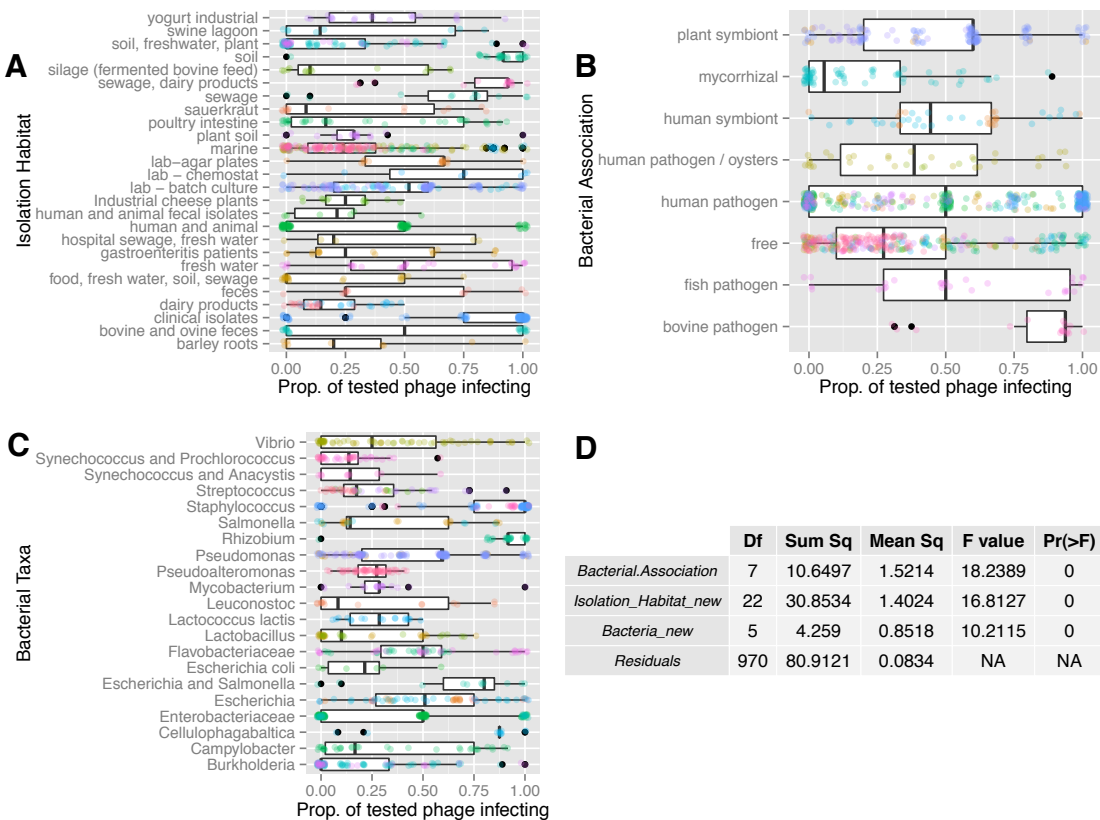 A
Isolation Habitat
yogurt industrial
swine lagoon
soil, freshwater, plant
soil
silage (fermented bovine feed)
sewage, dairy products
sewage
sauerkraut
poultry intestine
plant soil
marine
lab−agar plates
lab − chemostat
lab − batch culture
Industrial cheese plants
human and animal fecal isolates
human and animal
hospital sewage, fresh water
gastroenteritis patients
fresh water
food, fresh water, soil, sewage
feces
dairy products
clinical isolates
bovine and ovine feces
barley roots
0.00 0.25 0.50 0.75 1.00
Prop. of tested phage infecting
B
Bacterial Association
plant symbiont
mycorrhizal
human symbiont
human pathogen / oysters
human pathogen
free
fish pathogen
bovine pathogen
0.00 0.25 0.50 0.75 1.00
Prop. of tested phage infecting
C
Bacterial Taxa
Vibrio
Synechococcus and Prochlorococcus
Synechococcus and Anacystis
Streptococcus
Staphylococcus
Salmonella
Rhizobium
Pseudomonas
Pseudoalteromonas
Mycobacterium
Leuconostoc
Lactococcus lactis
Lactobacillus
Flavobacteriaceae
Escherichia coli
Escherichia and Salmonella
Escherichia
Enterobacteriaceae
Cellulophagabaltica
Campylobacter
Burkholderia
0.00 0.25 0.50 0.75 1.00
Prop. of tested phage infecting
D
Df Sum Sq Mean Sq F value Pr(>F)
Bacterial.Association 7 10.6497 1.5214 18.2389 0
Isolation_Habitat_new 22 30.8534 1.4024 16.8127 0
Bacteria_new 5 4.259 0.8518 10.2115 0
Residuals 970 80.9121 0.0834 NA NA